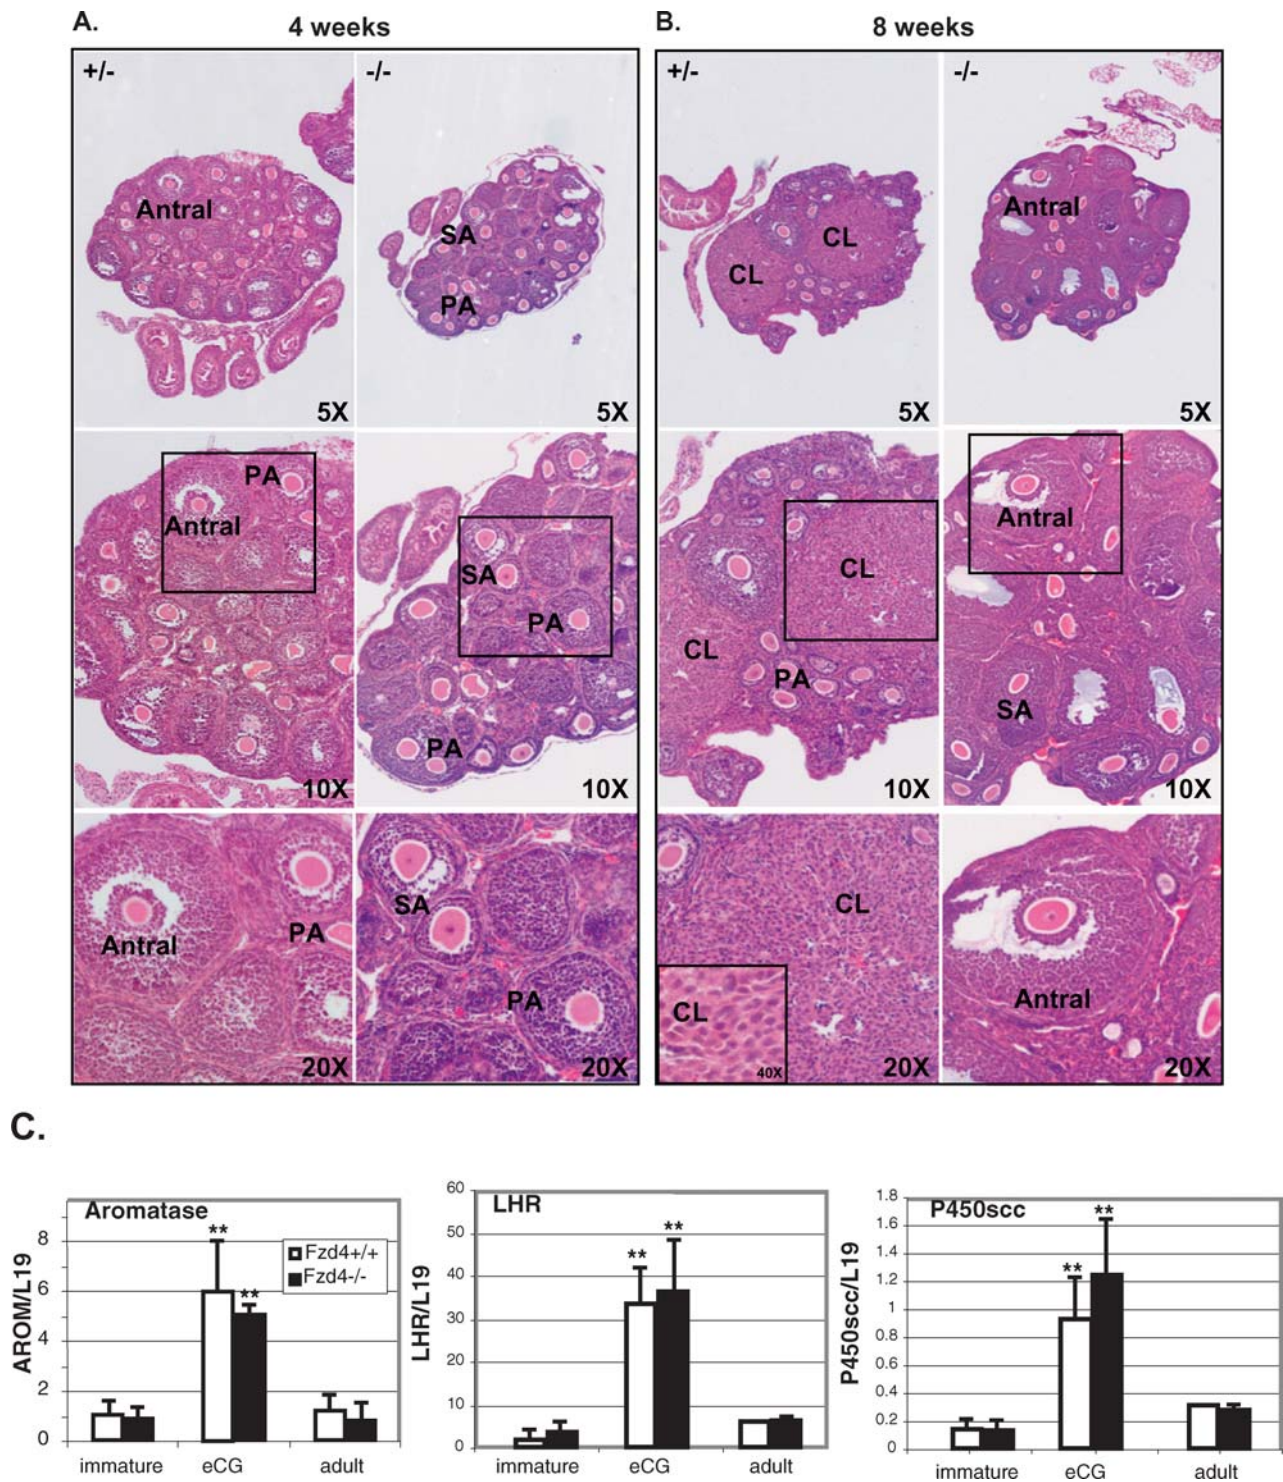 A. 4 weeks
B. 8 weeks
+/- -/- +/- -/-
Antral SA PA CL CL Antral
5X 5X 5X 5X
PA Antral SA PA PA CL CL PA Antral SA
10X 10X 10X 10X
Antral PA SA PA CL CL Antral
20X 20X 40X 20X 20X
C.
Aromatase
AROM/L19
8
6
4
2
0
**
**
Fzd4+/+
Fzd4-/-
immature eCG adult
LHR
LHR/L19
60
50
40
30
20
10
0
**
**
immature eCG adult
P450scc
P450scc/L19
1.8
1.6
1.4
1.2
1
0.8
0.6
0.4
0.2
0
**
**
immature eCG adult